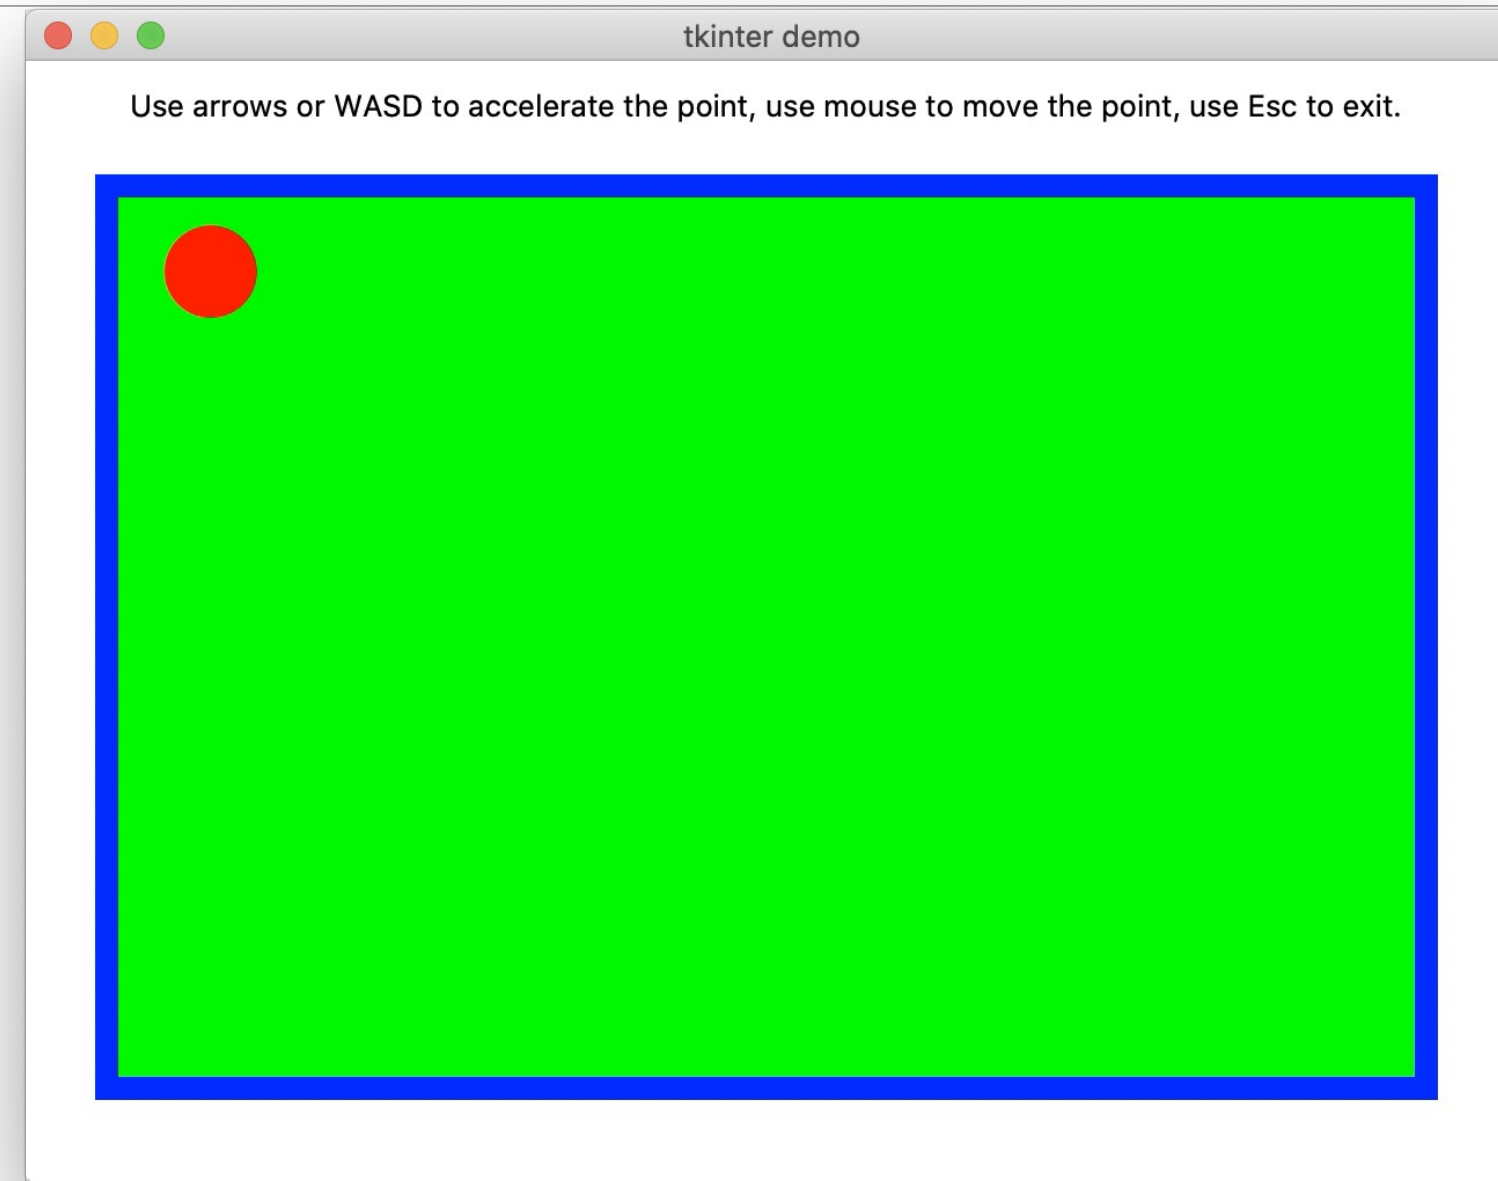 tkinter demo
Use arrows or WASD to accelerate the point, use mouse to move the point, use Esc to exit.